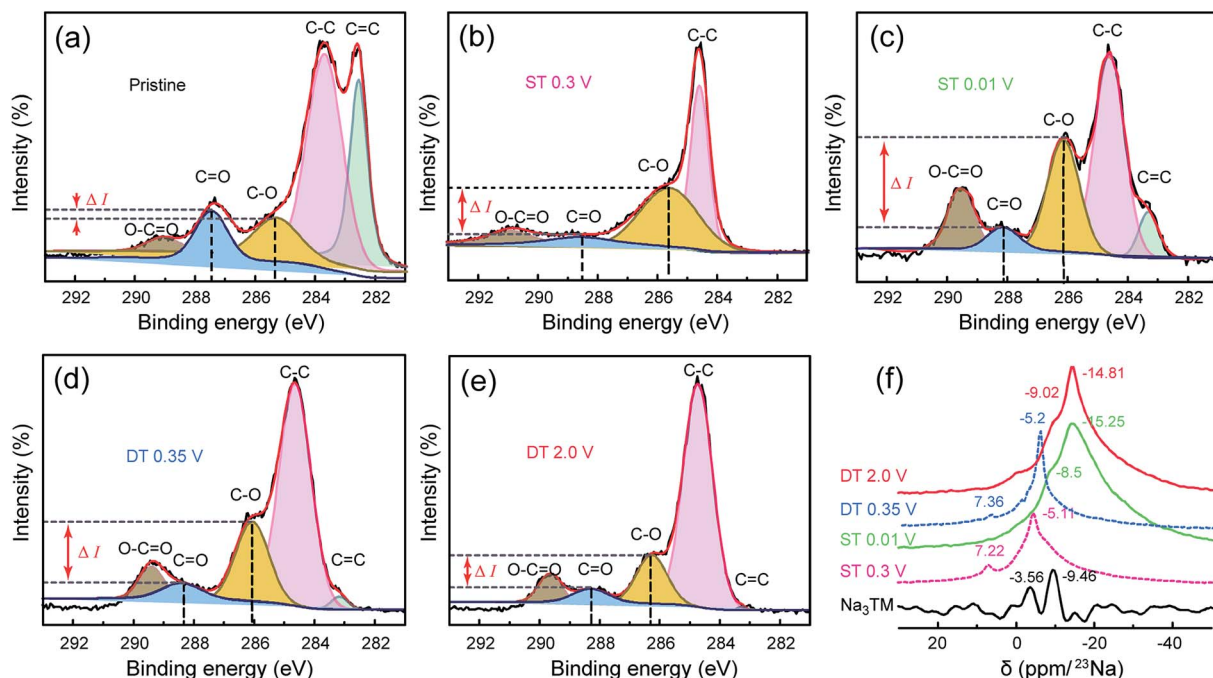 (a)
Pristine
Intensity (%)
Δ I
O-C=O
C=O
C-O
C-C
C=C
292 290 288 286 284 282
Binding energy (eV)
(b)
ST 0.3 V
Intensity (%)
Δ I
O-C=O
C=O
C-O
C-C
292 290 288 286 284 282
Binding energy (eV)
(c)
ST 0.01 V
Intensity (%)
Δ I
O-C=O
C=O
C-O
C-C
C=C
292 290 288 286 284 282
Binding energy (eV)
(d)
DT 0.35 V
Intensity (%)
Δ I
O-C=O
C=O
C-O
C-C
C=C
292 290 288 286 284 282
Binding energy (eV)
(e)
DT 2.0 V
Intensity (%)
Δ I
O-C=O
C=O
C-O
C-C
C=C
292 290 288 286 284 282
Binding energy (eV)
(f)
-14.81
-9.02
-5.2
-15.25
DT 2.0 V
-8.5
7.36
DT 0.35 V
-5.11
ST 0.01 V
7.22
ST 0.3 V
-3.56
-9.46
Na₃TM
20 0 -20 -40
δ (ppm/²³Na)